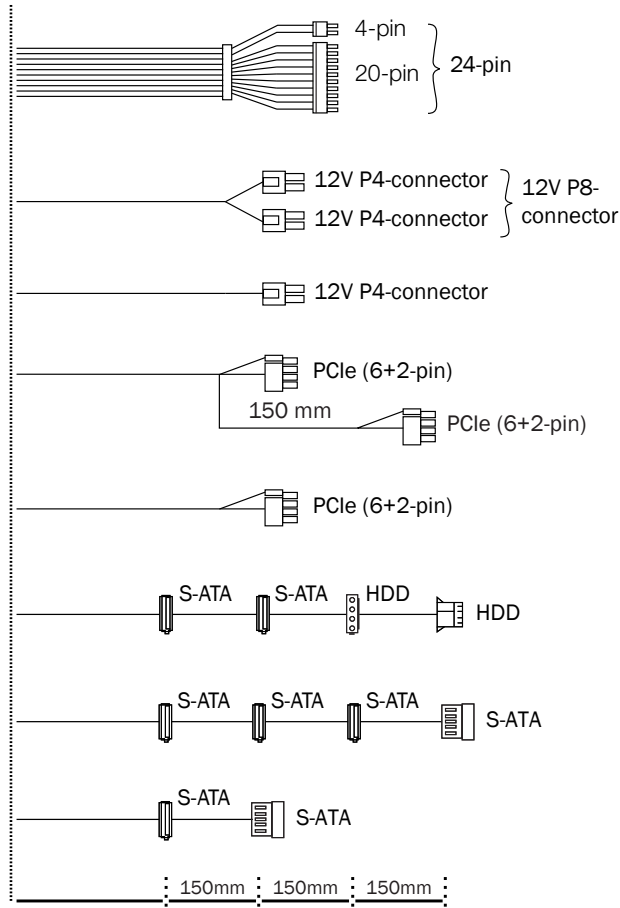 4-pin
20-pin
24-pin
12V P4-connector
12V P4-connector
12V P8-
connector
12V P4-connector
PCIe (6+2-pin)
150 mm
PCIe (6+2-pin)
PCIe (6+2-pin)
S-ATA S-ATA HDD
HDD
S-ATA S-ATA S-ATA
S-ATA
S-ATA
S-ATA
150mm 150mm 150mm